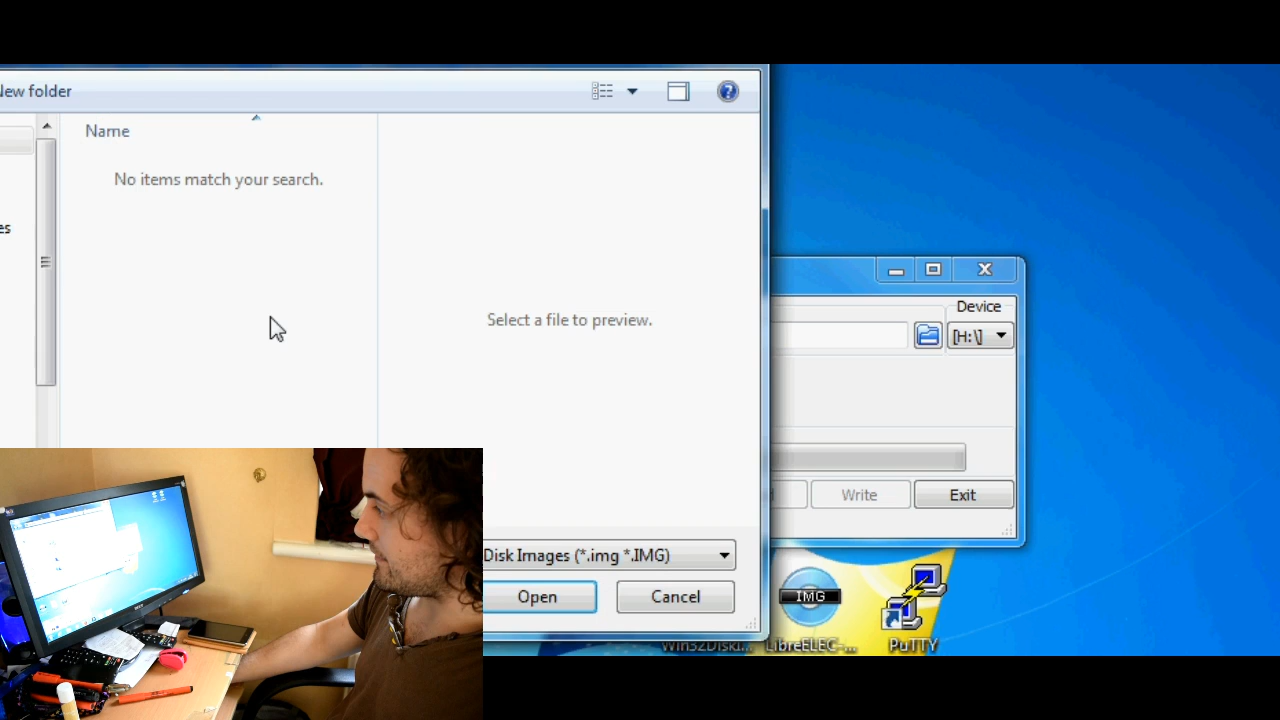 New folder
Name
No items match your search.
es
Select a file to preview.
Device
[H:\]
Write
Exit
Disk Images (*.img *.IMG)
Open
Cancel
IMG
Win32DiskI...
LibreELEC-...
PuTTY